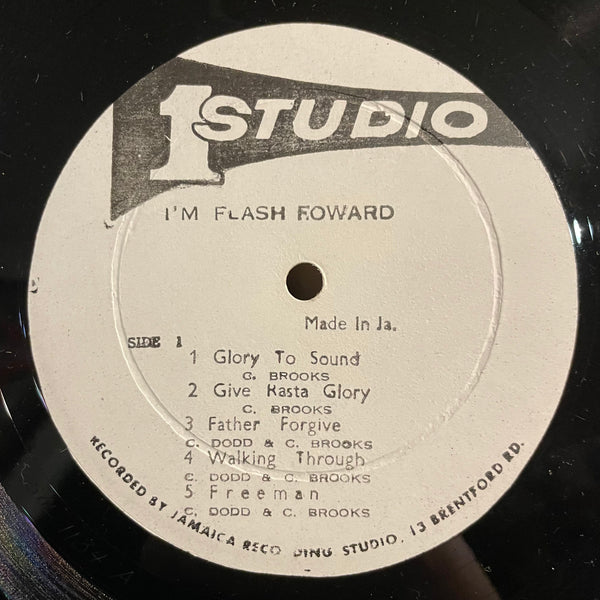 1 STUDIO
I'M FLASH FOWARD
Made In Ja.
SIDE 1
1 Glory To Sound
C. BROOKS
2 Give Rasta Glory
C. BROOKS
3 Father Forgive
C. DODD & C. BROOKS
4 Walking Through
C. DODD & C. BROOKS
5 Freeman
C. DODD & C. BROOKS
RECORDED BY JAMAICA RECO DING STUDIO, 13 BRENTFORD RD.